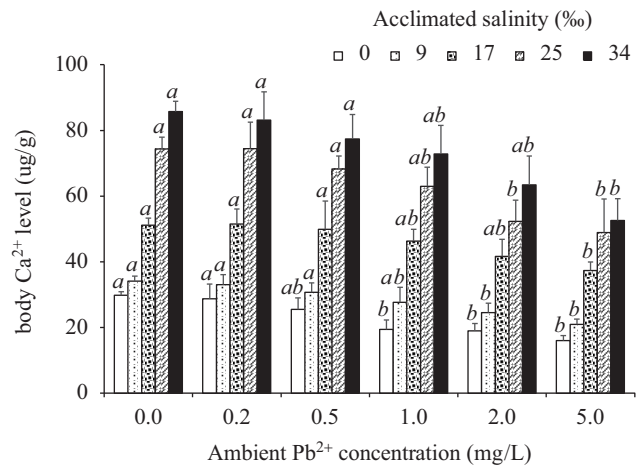 Acclimated salinity (‰)
0 9 17 25 34
body Ca²⁺ level (ug/g)
100
80
60
40
20
0
a a a a a
a a a a a
ab a a a a
ab ab ab ab ab
b b ab b ab
b b b b b
0.0 0.2 0.5 1.0 2.0 5.0
Ambient Pb²⁺ concentration (mg/L)